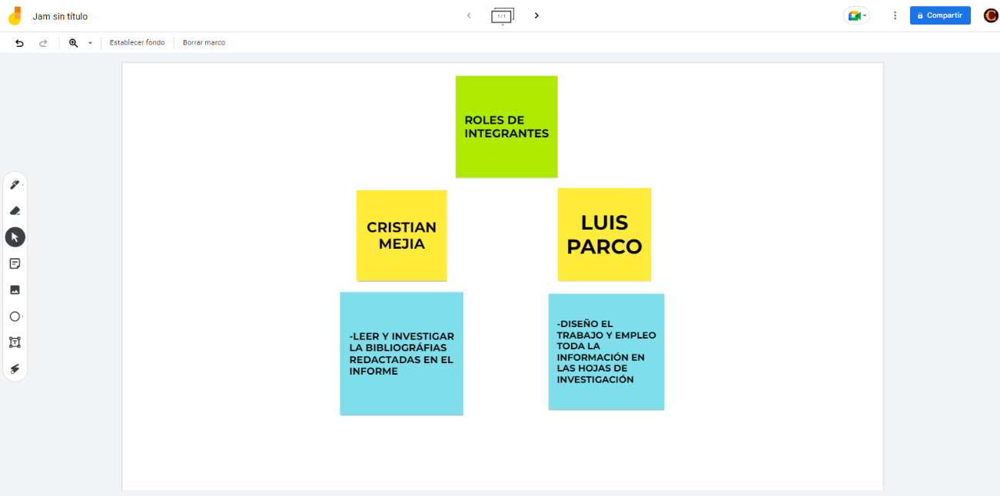 Jam sin título
1 / 1
Compartir
Establecer fondo
Borrar marco
ROLES DE
INTEGRANTES
CRISTIAN
MEJIA
LUIS
PARCO
-LEER Y INVESTIGAR
LA BIBLIOGRÁFIAS
REDACTADAS EN EL
INFORME
-DISEÑO EL
TRABAJO Y EMPLEO
TODA LA
INFORMACIÓN EN
LAS HOJAS DE
INVESTIGACIÓN